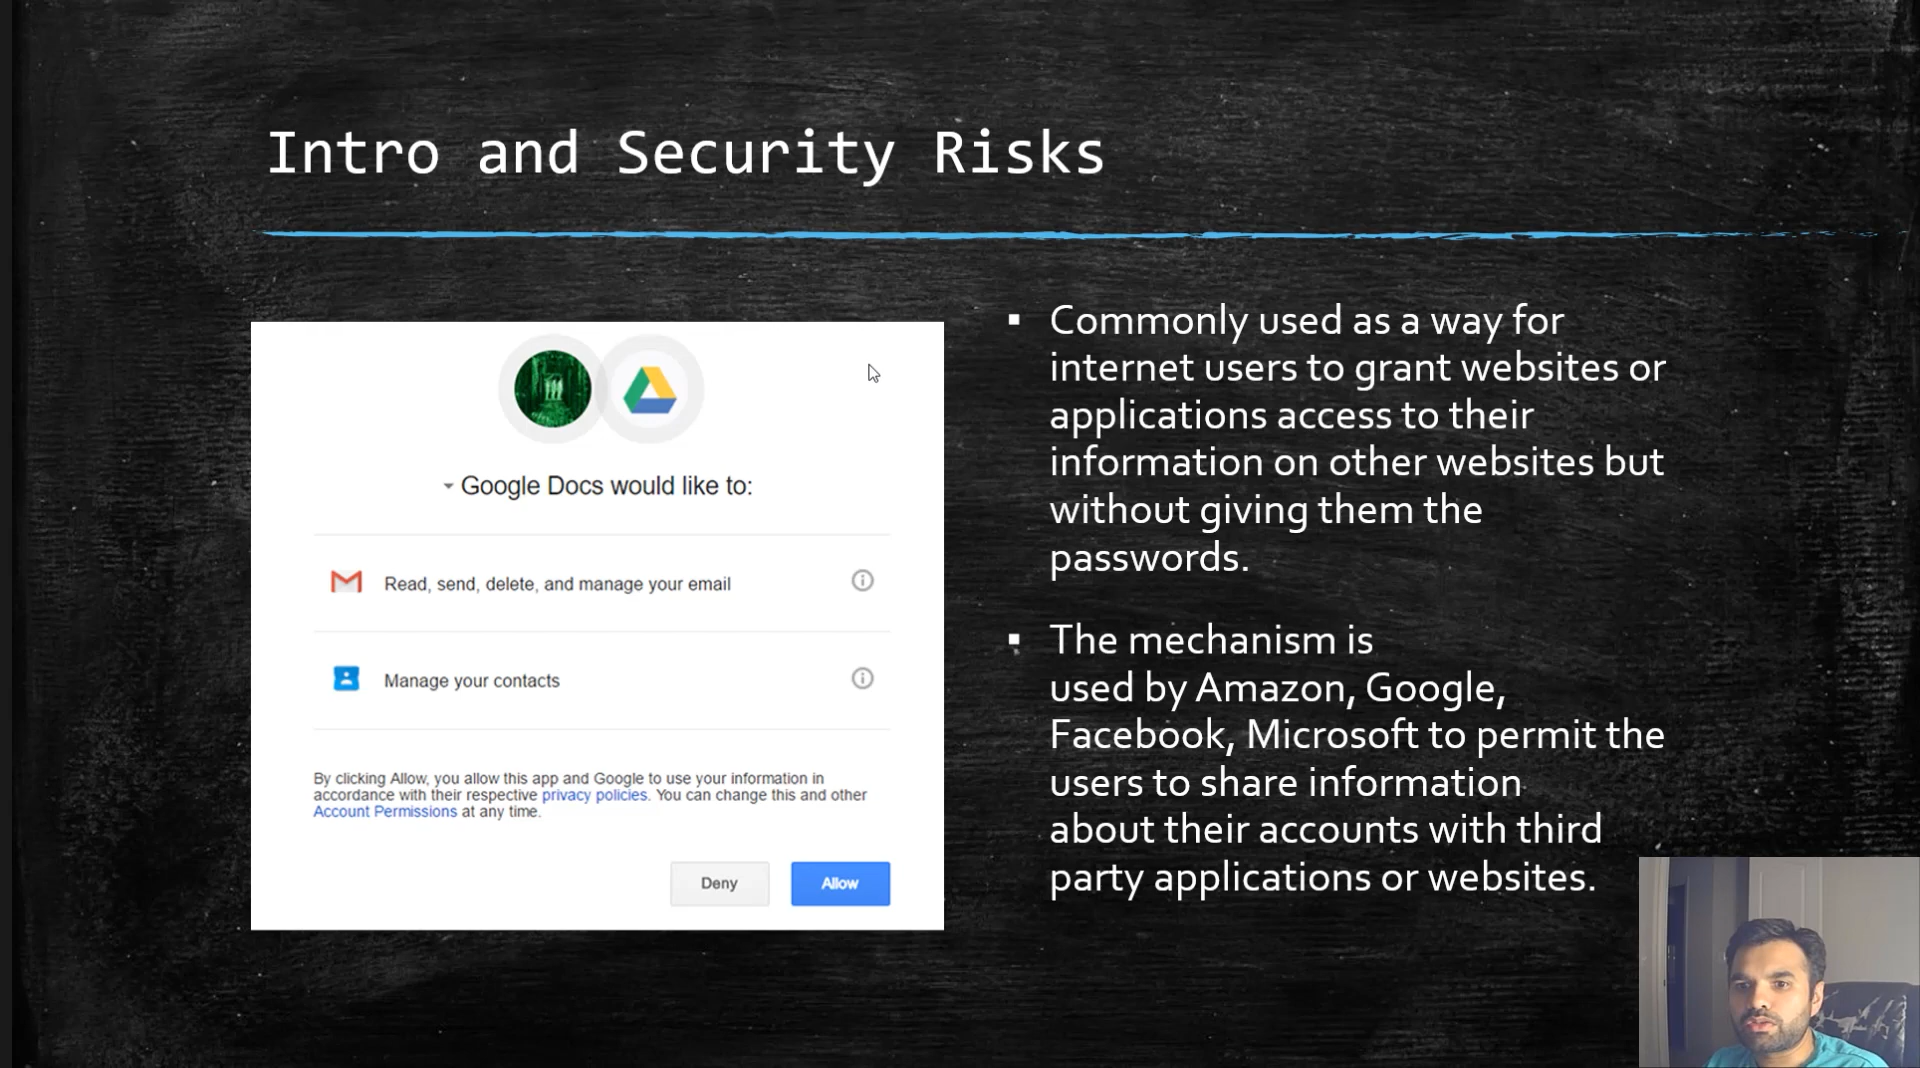 Intro and Security Risks
Google Docs would like to:
Read, send, delete, and manage your email
Manage your contacts
By clicking Allow, you allow this app and Google to use your information in
accordance with their respective privacy policies. You can change this and other
Account Permissions at any time.
Deny
Allow
▪ Commonly used as a way for
internet users to grant websites or
applications access to their
information on other websites but
without giving them the
passwords.
▪ The mechanism is
used by Amazon, Google,
Facebook, Microsoft to permit the
users to share information
about their accounts with third
party applications or websites.